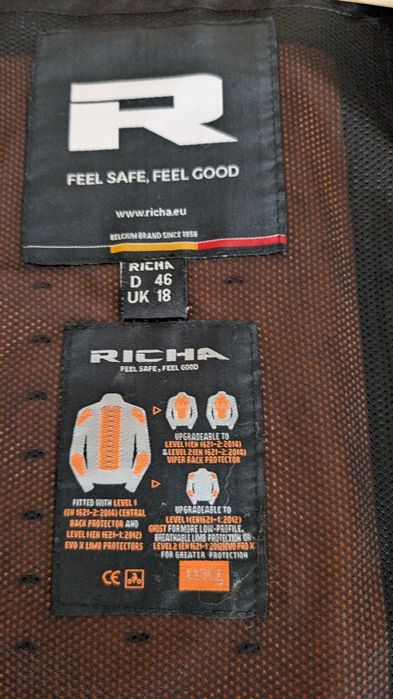 R
FEEL SAFE, FEEL GOOD
www.richa.eu
BELGIUM BRAND SINCE 1956
RICHA
D 46
UK 18
RICHA
FEEL SAFE, FEEL GOOD
UPGRADEABLE TO
LEVEL 1 (EN 1621-2: 2014)
& LEVEL 2 (EN 1621-2: 2014)
VIPER BACK PROTECTOR
FITTED WITH LEVEL 1
(EN 1621-2: 2014) CENTRAL
BACK PROTECTOR AND
LEVEL 1 (EN 1621-1: 2012)
EVO X LIMB PROTECTORS
UPGRADEABLE TO
LEVEL 1 (EN1621-1: 2012)
GHOST FOR MORE LOW-PROFILE,
BREATHABLE LIMB PROTECTION OR
LEVEL 2 (EN 1621-1: 2012) EVO PRO X
FOR GREATER PROTECTION
CE
D3O